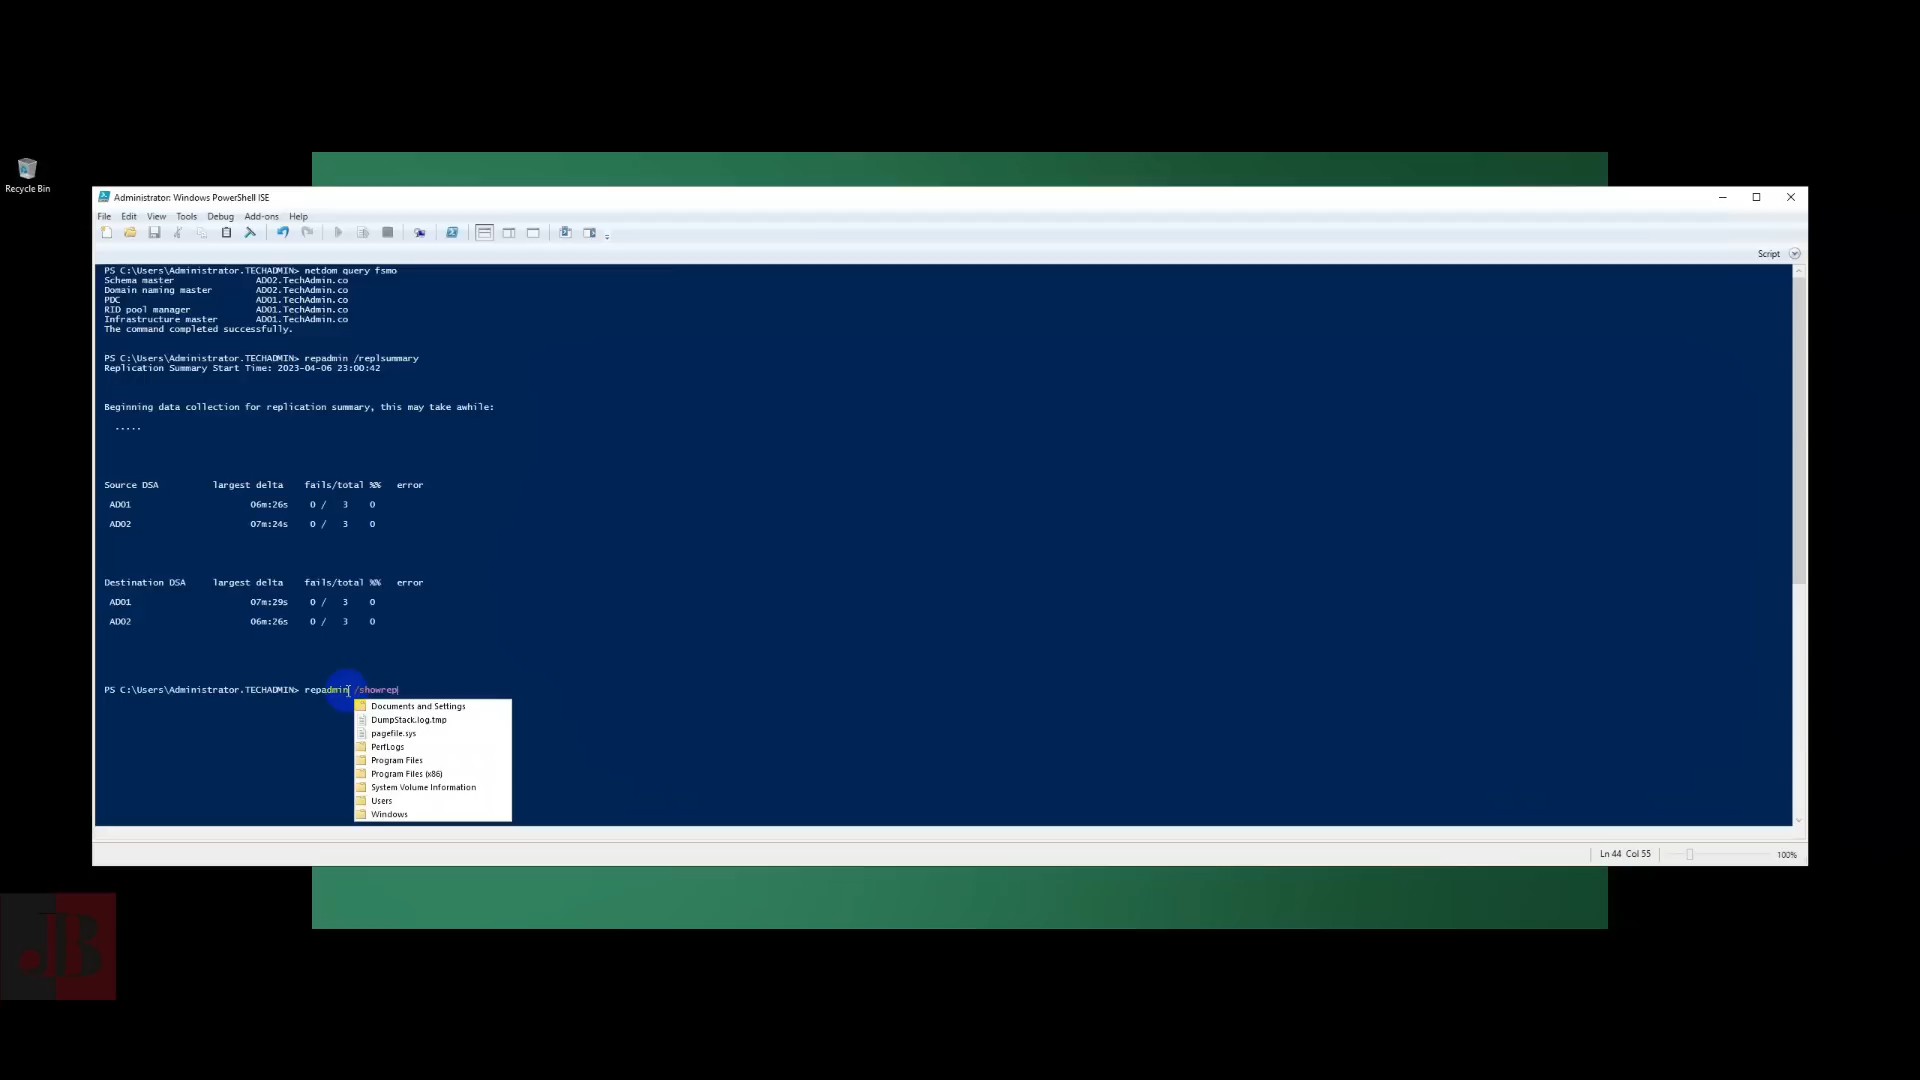 Recycle Bin
Administrator: Windows PowerShell ISE
File Edit View Tools Debug Add-ons Help
Script
PS C:\Users\Administrator.TECHADMIN> netdom query fsmo
Schema master AD02.TechAdmin.co
Domain naming master AD02.TechAdmin.co
PDC AD01.TechAdmin.co
RID pool manager AD01.TechAdmin.co
Infrastructure master AD01.TechAdmin.co
The command completed successfully.
PS C:\Users\Administrator.TECHADMIN> repadmin /replsummary
Replication Summary Start Time: 2023-04-06 23:00:42
Beginning data collection for replication summary, this may take awhile:
.....
Source DSA largest delta fails/total %% error
AD01 06m:26s 0 / 3 0
AD02 07m:24s 0 / 3 0
Destination DSA largest delta fails/total %% error
AD01 07m:29s 0 / 3 0
AD02 06m:26s 0 / 3 0
PS C:\Users\Administrator.TECHADMIN> repadmin /showrep
Documents and Settings
DumpStack.log.tmp
pagefile.sys
PerfLogs
Program Files
Program Files (x86)
System Volume Information
Users
Windows
Ln 44 Col 55 100%
JB